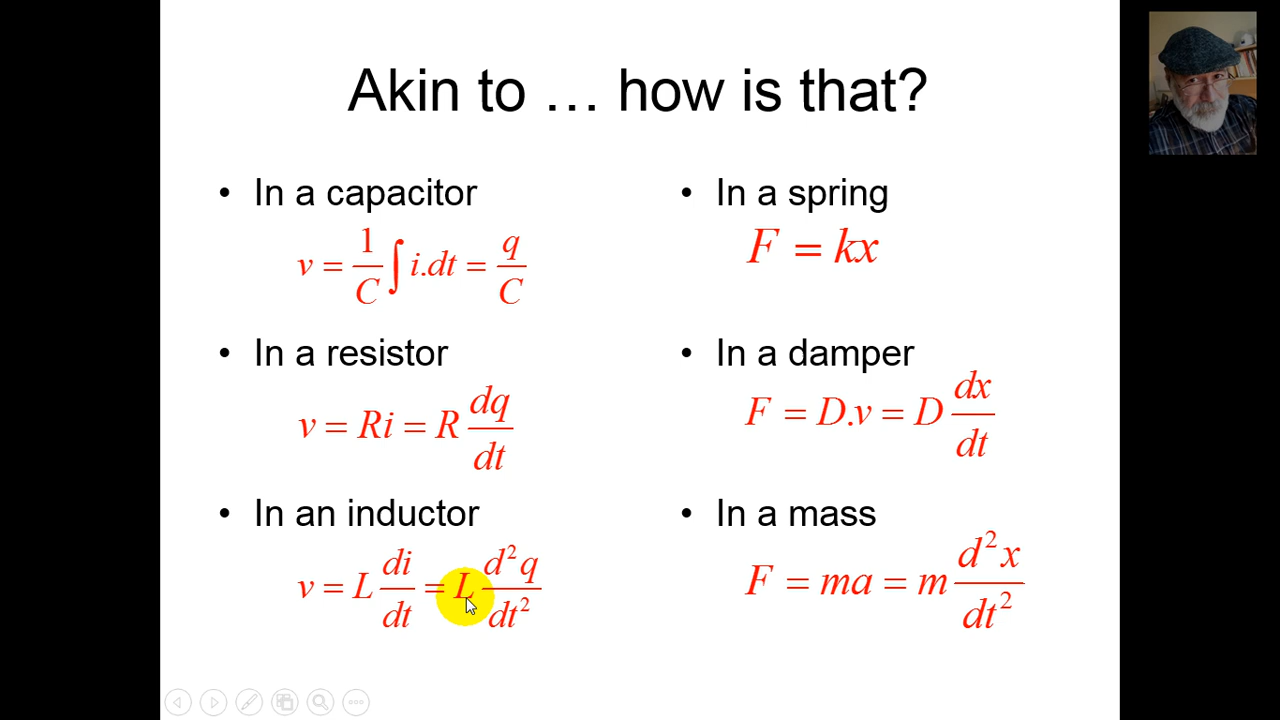 Akin to … how is that?
• In a capacitor
v = 1/C ∫ i.dt = q/C
• In a resistor
v = Ri = R dq/dt
• In an inductor
v = L di/dt = L d²q/dt²
• In a spring
F = kx
• In a damper
F = D.v = D dx/dt
• In a mass
F = ma = m d²x/dt²